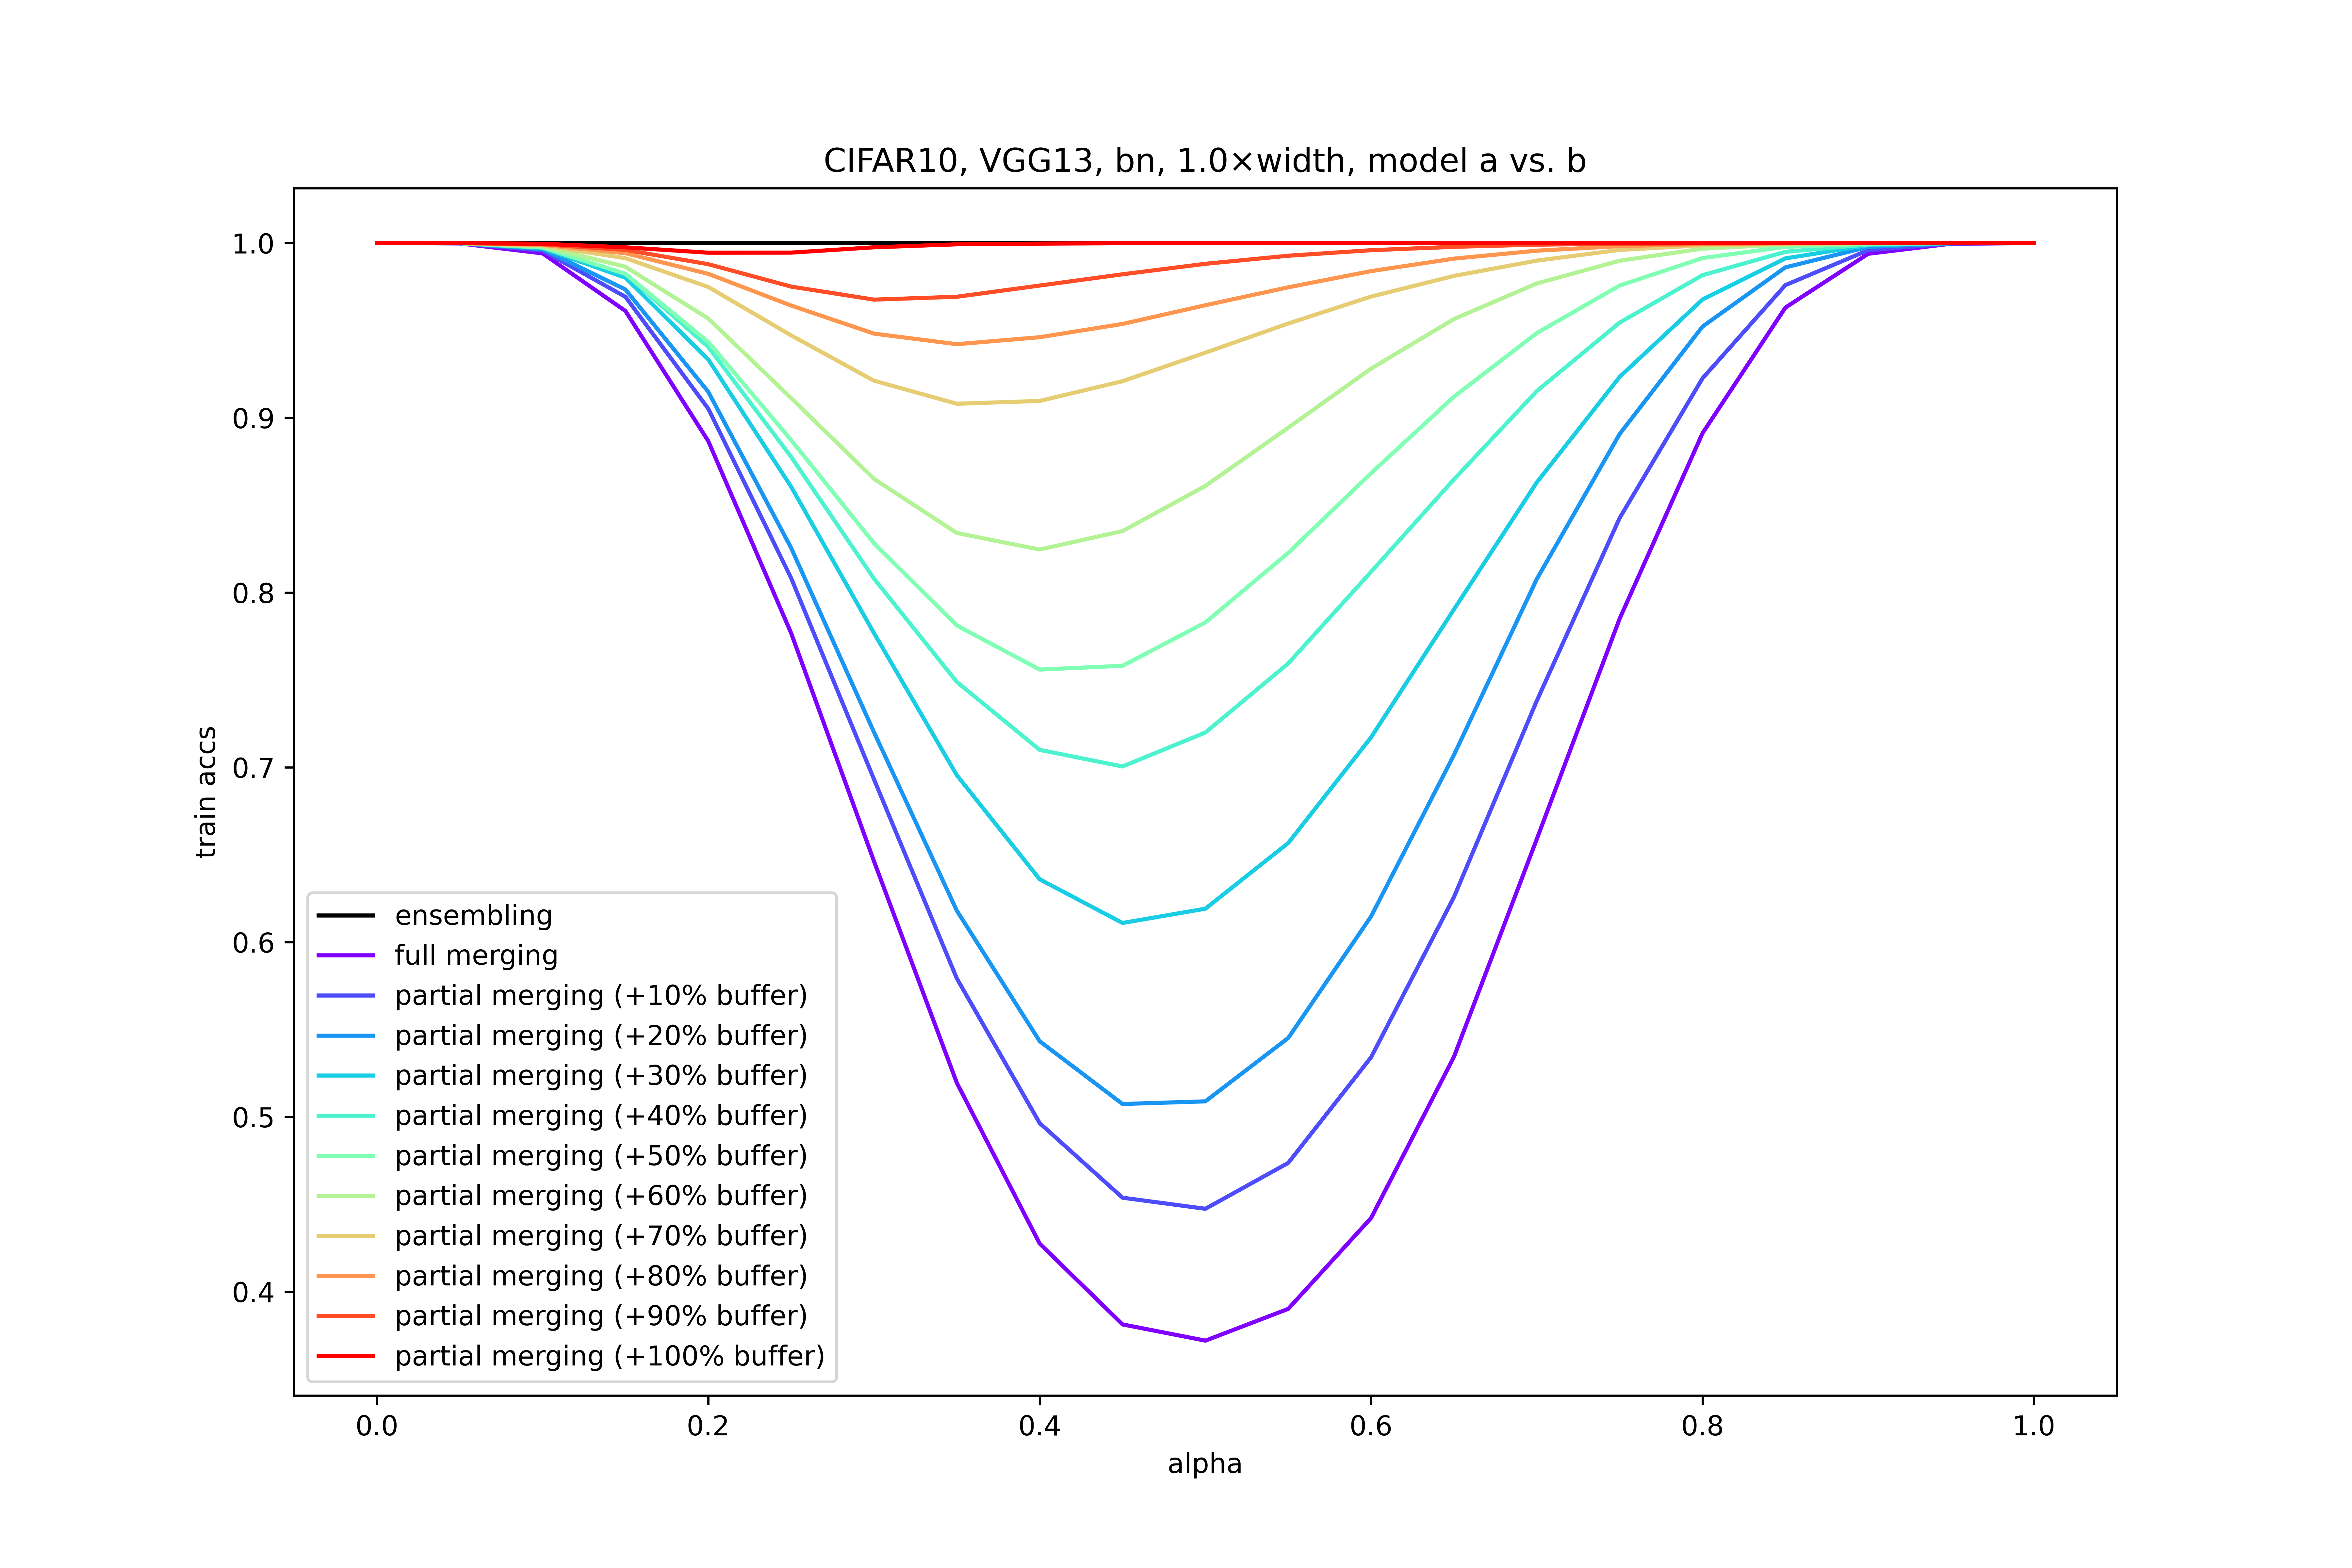 CIFAR10, VGG13, bn, 1.0×width, model a vs. b
1.0
0.9
0.8
0.7
0.6
0.5
0.4
train accs
ensembling
full merging
partial merging (+10% buffer)
partial merging (+20% buffer)
partial merging (+30% buffer)
partial merging (+40% buffer)
partial merging (+50% buffer)
partial merging (+60% buffer)
partial merging (+70% buffer)
partial merging (+80% buffer)
partial merging (+90% buffer)
partial merging (+100% buffer)
0.0 0.2 0.4 0.6 0.8 1.0
alpha